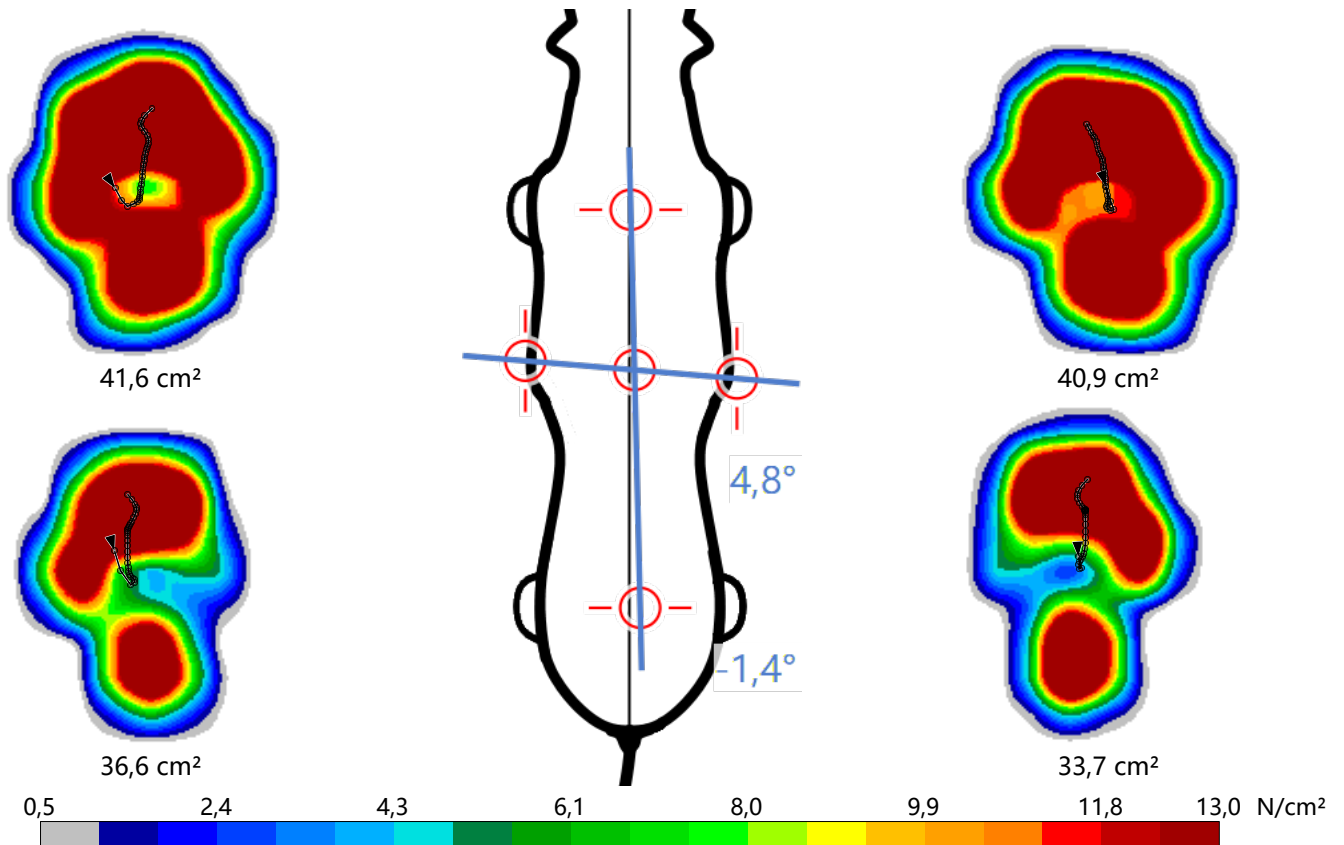 41,6 cm²
40,9 cm²
4,8°
-1,4°
36,6 cm²
33,7 cm²
0,5 2,4 4,3 6,1 8,0 9,9 11,8 13,0 N/cm²